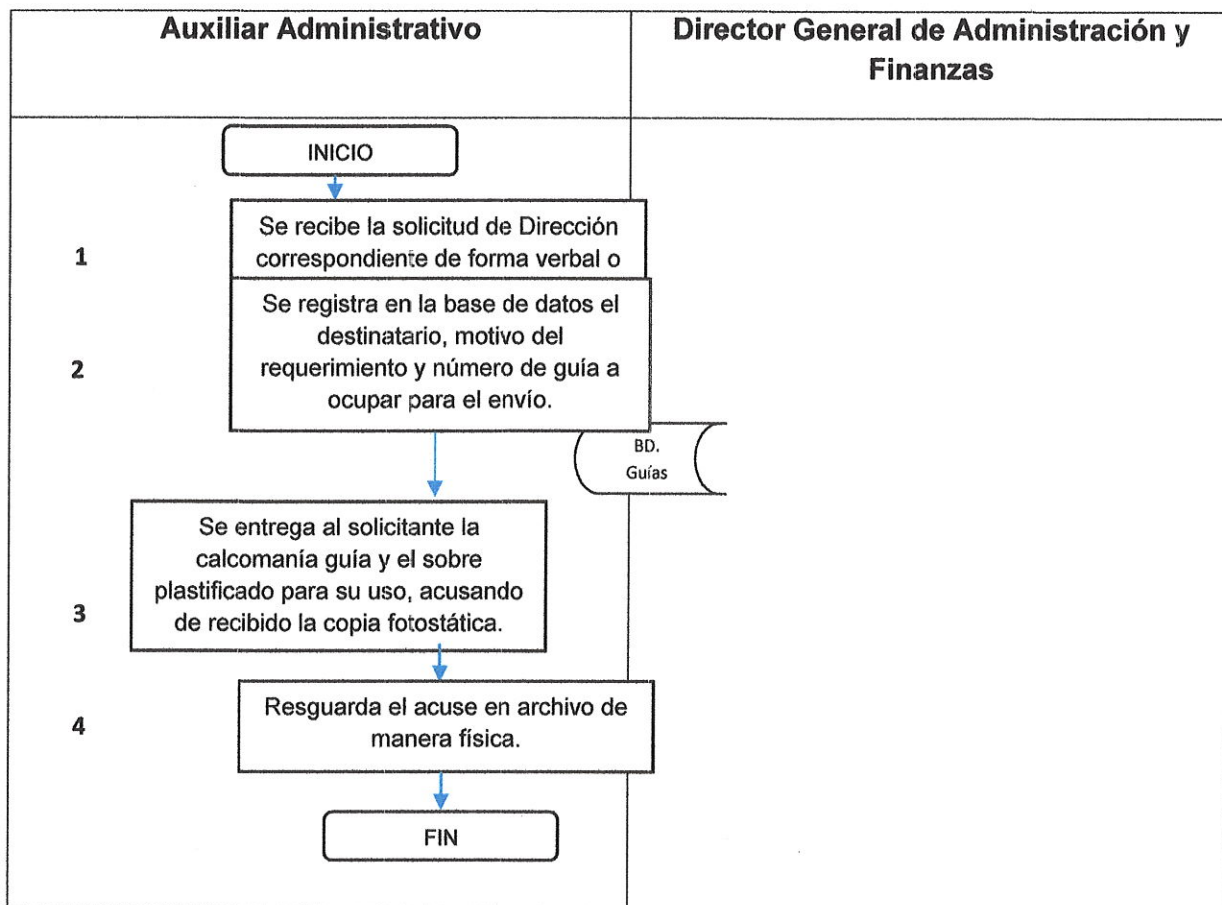 Auxiliar Administrativo
Director General de Administración y
Finanzas
INICIO
1
Se recibe la solicitud de Dirección
correspondiente de forma verbal o
2
Se registra en la base de datos el
destinatario, motivo del
requerimiento y número de guía a
ocupar para el envío.
BD.
Guías
3
Se entrega al solicitante la
calcomanía guía y el sobre
plastificado para su uso, acusando
de recibido la copia fotostática.
4
Resguarda el acuse en archivo de
manera física.
FIN